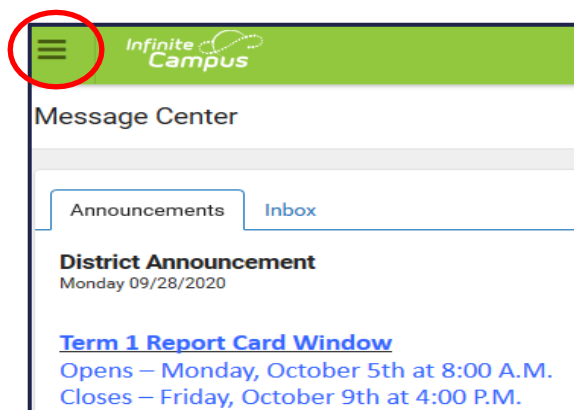 Infinite
Campus
Message Center
Announcements Inbox
District Announcement
Monday 09/28/2020
Term 1 Report Card Window
Opens – Monday, October 5th at 8:00 A.M.
Closes – Friday, October 9th at 4:00 P.M.